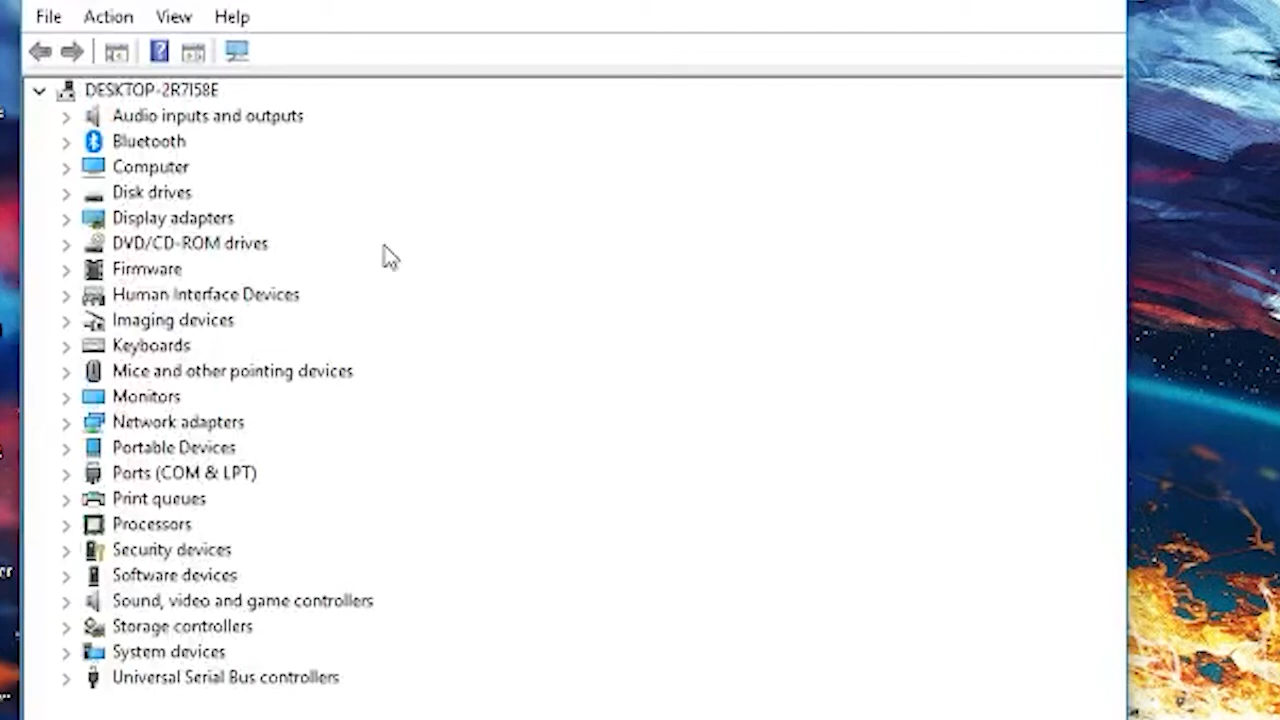 File Action View Help
DESKTOP-2R7I58E
Audio inputs and outputs
Bluetooth
Computer
Disk drives
Display adapters
DVD/CD-ROM drives
Firmware
Human Interface Devices
Imaging devices
Keyboards
Mice and other pointing devices
Monitors
Network adapters
Portable Devices
Ports (COM & LPT)
Print queues
Processors
Security devices
Software devices
Sound, video and game controllers
Storage controllers
System devices
Universal Serial Bus controllers